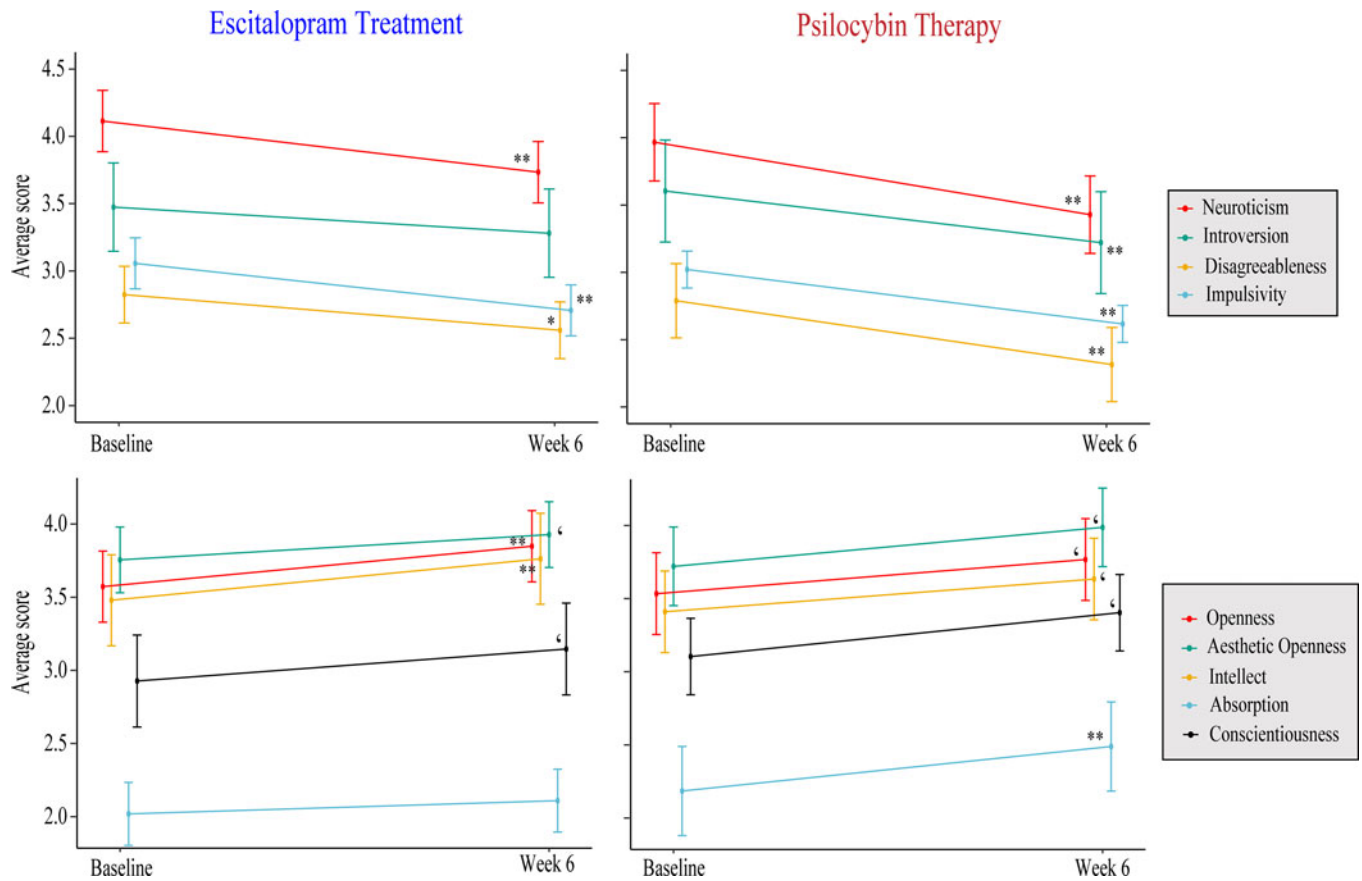 Escitalopram Treatment
Psilocybin Therapy
4.5
4.0
3.5
3.0
2.5
2.0
Average score
**
**
*
Baseline
Week 6
**
**
**
**
Baseline
Week 6
Neuroticism
Introversion
Disagreeableness
Impulsivity
4.0
3.5
3.0
2.5
2.0
Average score
‘
**
**
‘
Baseline
Week 6
‘
‘
‘
‘
**
Baseline
Week 6
Openness
Aesthetic Openness
Intellect
Absorption
Conscientiousness